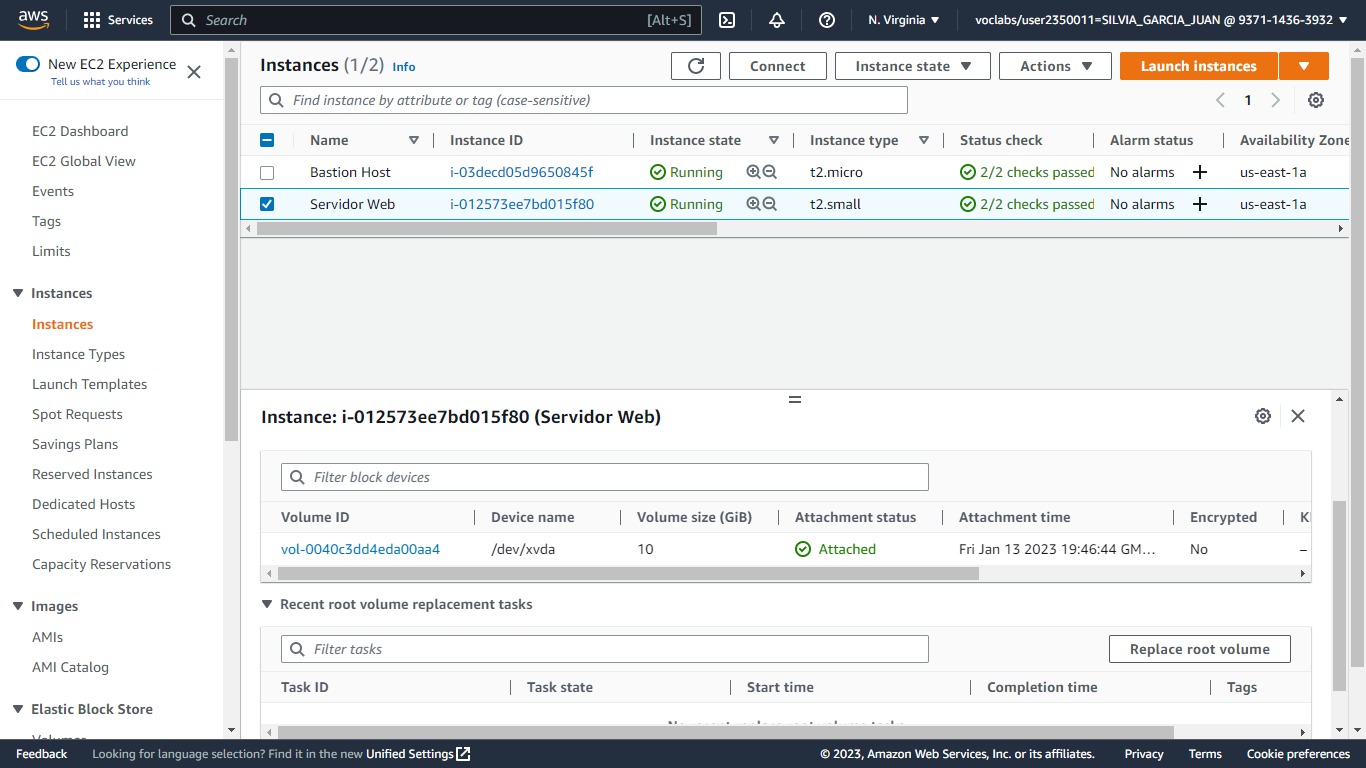 aws Services Search [Alt+S] N. Virginia voclabs/user2350011=SILVIA_GARCIA_JUAN @ 9371-1436-3932
New EC2 Experience
Tell us what you think
EC2 Dashboard
EC2 Global View
Events
Tags
Limits
Instances
Instances
Instance Types
Launch Templates
Spot Requests
Savings Plans
Reserved Instances
Dedicated Hosts
Scheduled Instances
Capacity Reservations
Images
AMIs
AMI Catalog
Elastic Block Store
Volumes
Instances (1/2) Info Connect Instance state Actions Launch instances
Find instance by attribute or tag (case-sensitive) 1
Name Instance ID Instance state Instance type Status check Alarm status Availability Zone
Bastion Host i-03decd05d9650845f Running t2.micro 2/2 checks passed No alarms us-east-1a
Servidor Web i-012573ee7bd015f80 Running t2.small 2/2 checks passed No alarms us-east-1a
Instance: i-012573ee7bd015f80 (Servidor Web)
Filter block devices
Volume ID Device name Volume size (GiB) Attachment status Attachment time Encrypted
vol-0040c3dd4eda00aa4 /dev/xvda 10 Attached Fri Jan 13 2023 19:46:44 GM... No –
Recent root volume replacement tasks
Filter tasks Replace root volume
Task ID Task state Start time Completion time Tags
Feedback Looking for language selection? Find it in the new Unified Settings © 2023, Amazon Web Services, Inc. or its affiliates. Privacy Terms Cookie preferences